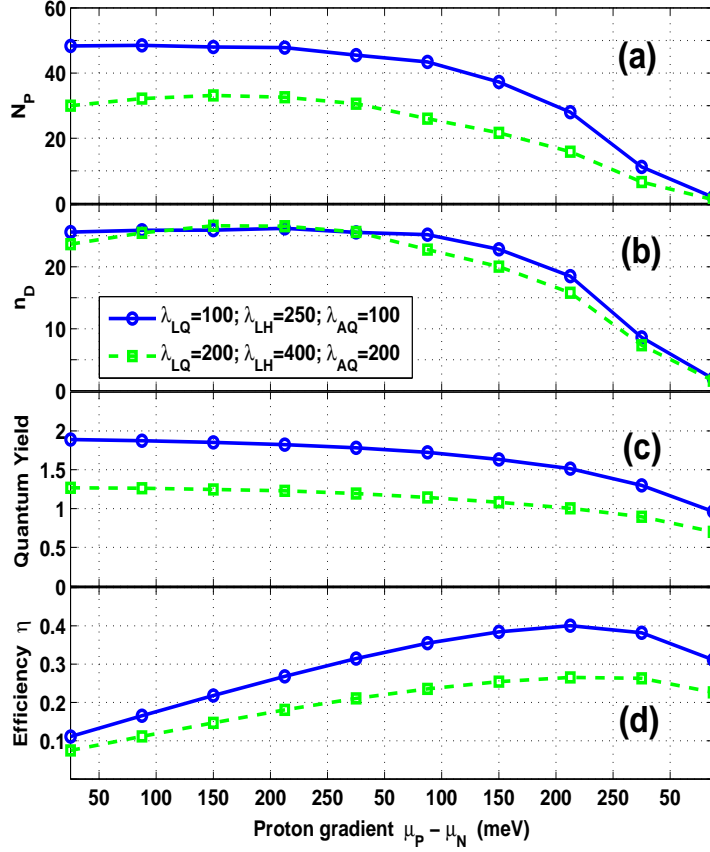 60
40
20
0
N_P
(a)
20
10
0
n_D
(b)
λ_LQ=100; λ_LH=250; λ_AQ=100
λ_LQ=200; λ_LH=400; λ_AQ=200
2
1.5
1
0.5
0
Quantum Yield
(c)
0.4
0.3
0.2
0.1
Efficiency η
(d)
50 100 150 200 250 50 100 150 200 50
Proton gradient μ_P − μ_N (meV)